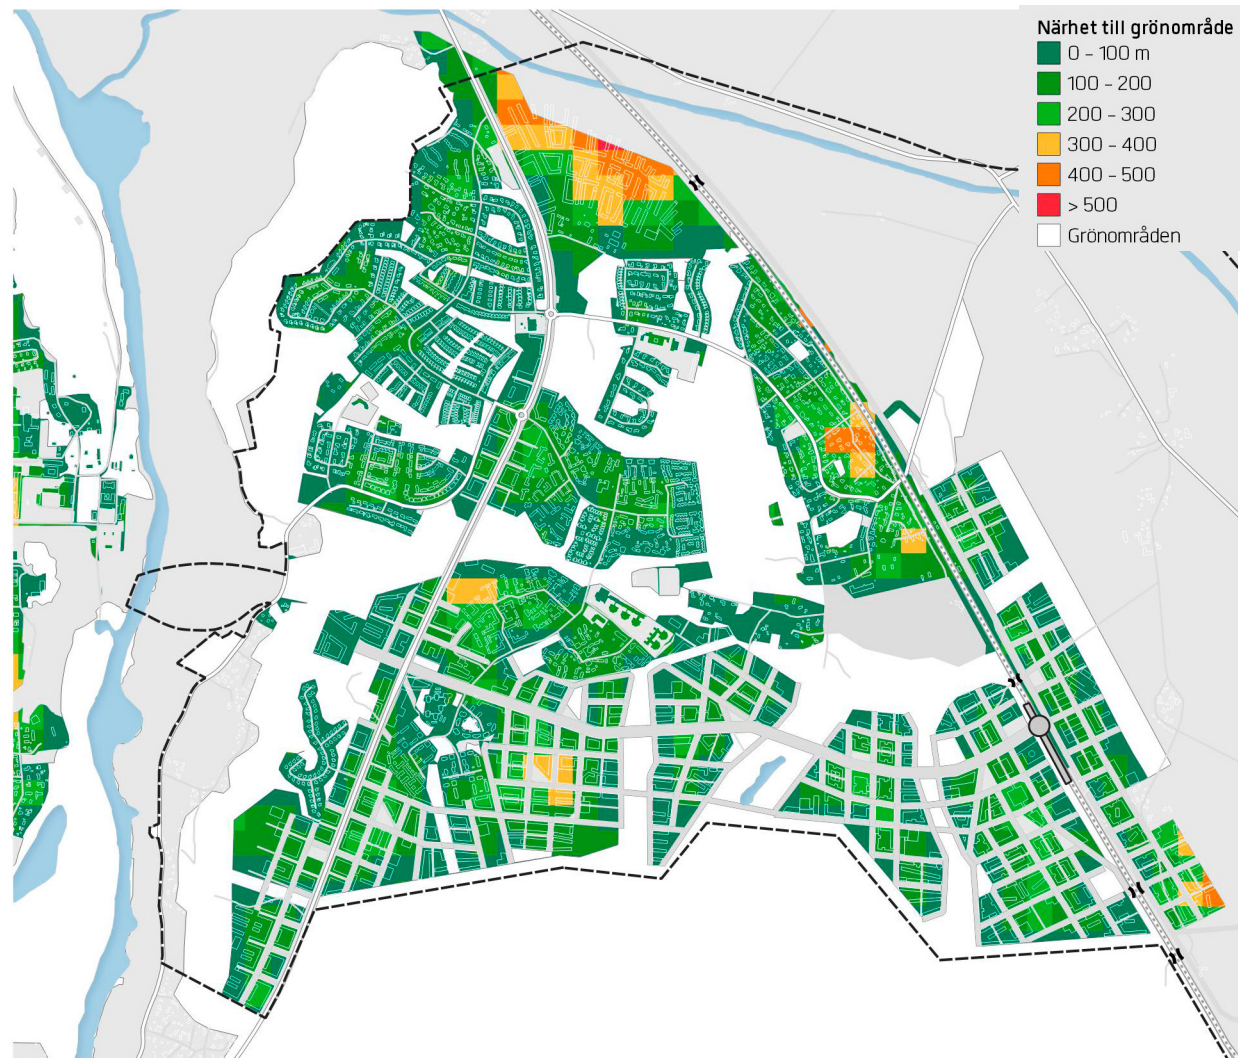 Närhet till grönområde
0 – 100 m
100 – 200
200 – 300
300 – 400
400 – 500
> 500
Grönområden